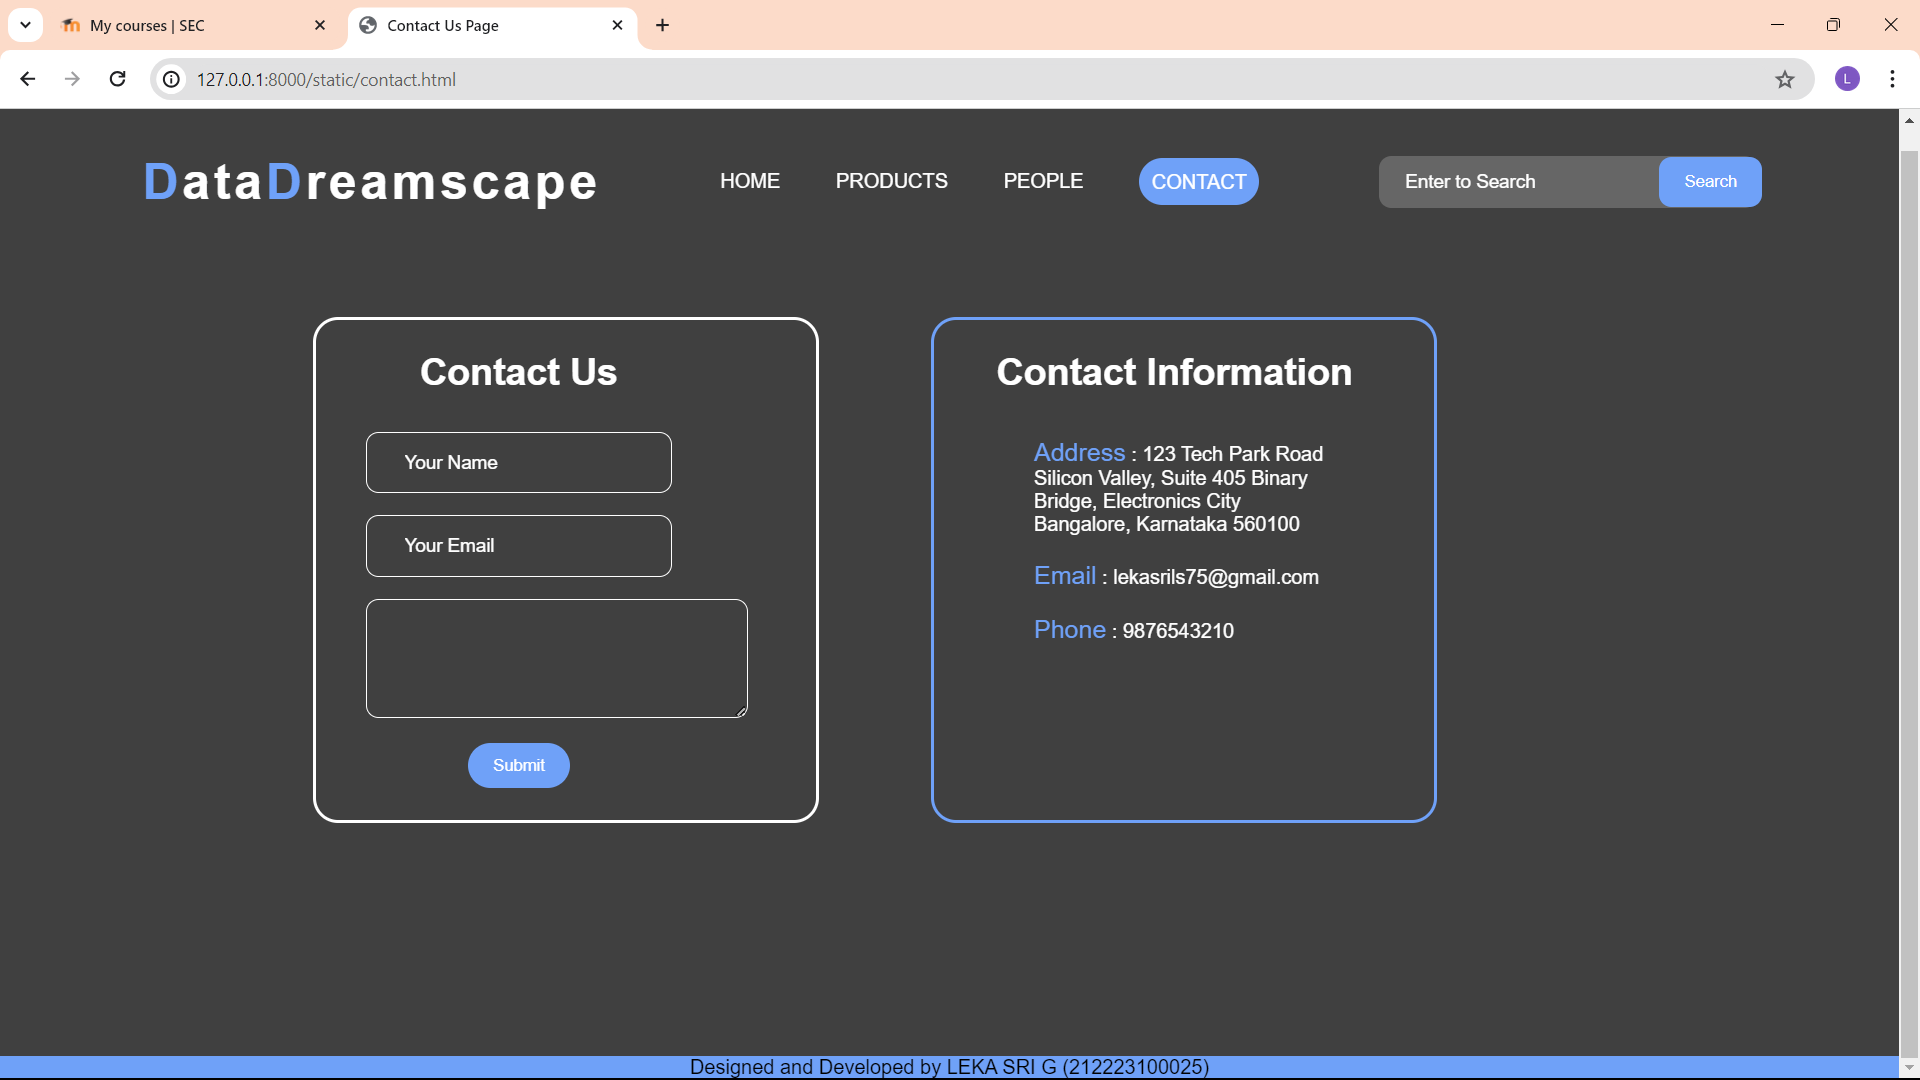 My courses | SEC
Contact Us Page
127.0.0.1:8000/static/contact.html
L
DataDreamscape
HOME
PRODUCTS
PEOPLE
CONTACT
Enter to Search
Search
Contact Us
Your Name
Your Email
Submit
Contact Information
Address : 123 Tech Park Road
Silicon Valley, Suite 405 Binary
Bridge, Electronics City
Bangalore, Karnataka 560100
Email : lekasrils75@gmail.com
Phone : 9876543210
Designed and Developed by LEKA SRI G (212223100025)